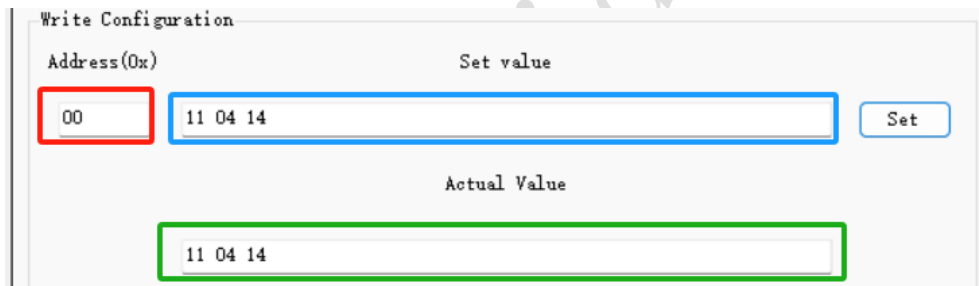 Write Configuration
Address(0x) Set value
00 11 04 14 Set
Actual Value
11 04 14